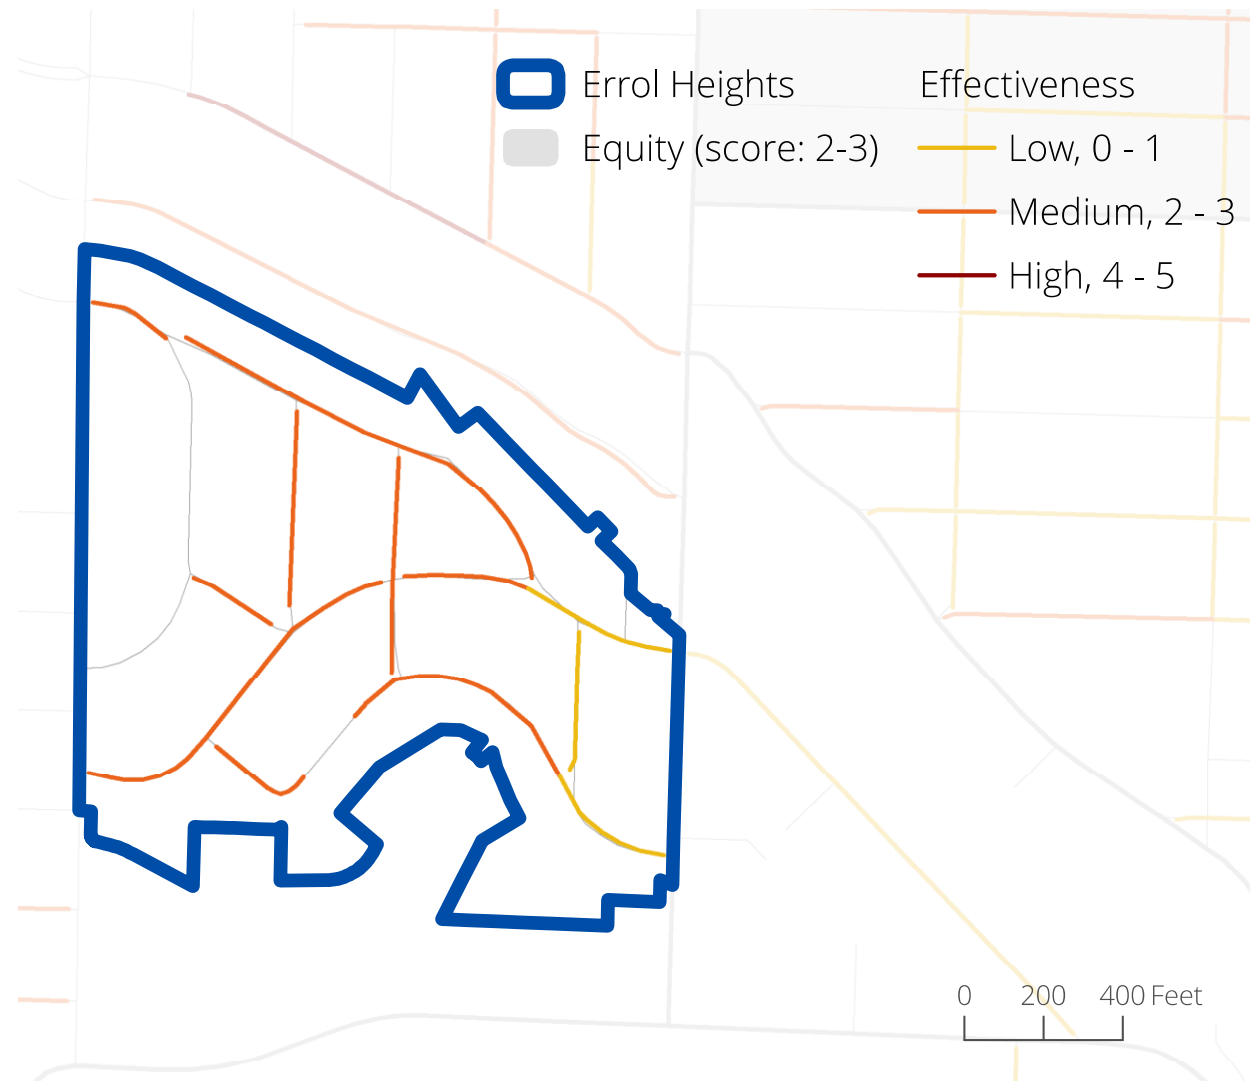 Errol Heights
Equity (score: 2-3)
Effectiveness
Low, 0 - 1
Medium, 2 - 3
High, 4 - 5
0 200 400 Feet